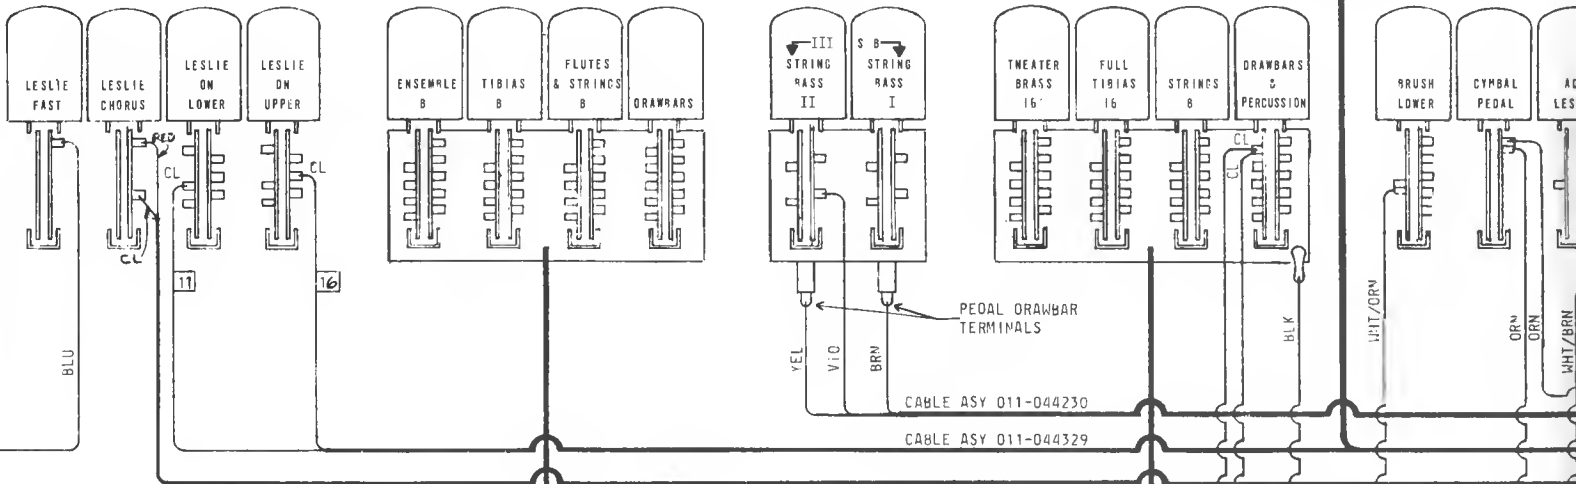 LESLIE
FAST
LESLIE
CHORUS
LESLIE
ON
LOWER
LESLIE
ON
UPPER
ENSEMBLE
8
TIBIAS
8
FLUTES
& STRINGS
8
DRAWBARS
III
STRING
BASS
II
S B
STRING
BASS
I
THEATER
BRASS
16'
FULL
TIBIAS
16
STRINGS
8
DRAWBARS
&
PERCUSSION
BRUSH
LOWER
CYMBAL
PEDAL
RED
CL
CL
CL
CL
CL
11
16
BLU
YEL
VIO
BRN
PEDAL DRAWBAR
TERMINALS
BLK
WHT/ORN
ORN
ORN
WHT/BRN
CABLE ASY 011-044230
CABLE ASY 011-044329